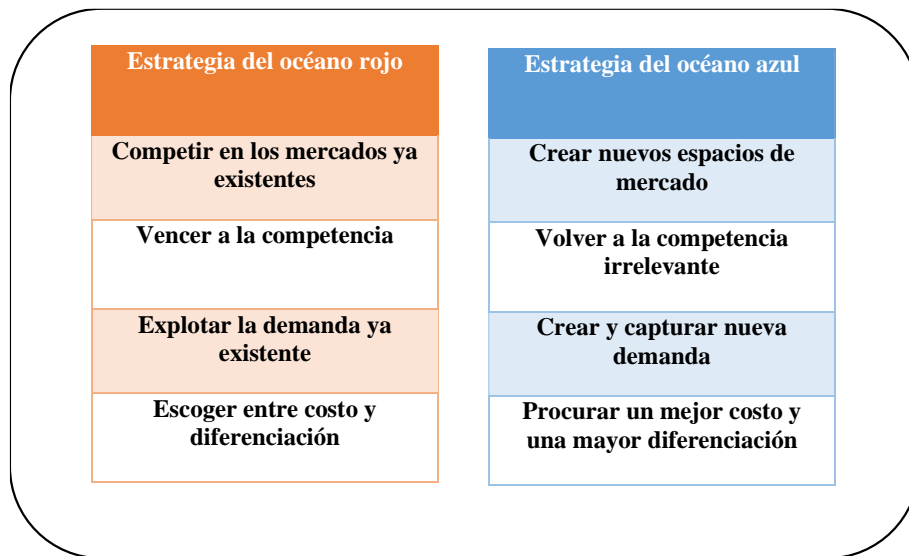 Estrategia del océano rojo
Competir en los mercados ya
existentes
Vencer a la competencia
Explotar la demanda ya
existente
Escoger entre costo y
diferenciación
Estrategia del océano azul
Crear nuevos espacios de
mercado
Volver a la competencia
irrelevante
Crear y capturar nueva
demanda
Procurar un mejor costo y
una mayor diferenciación